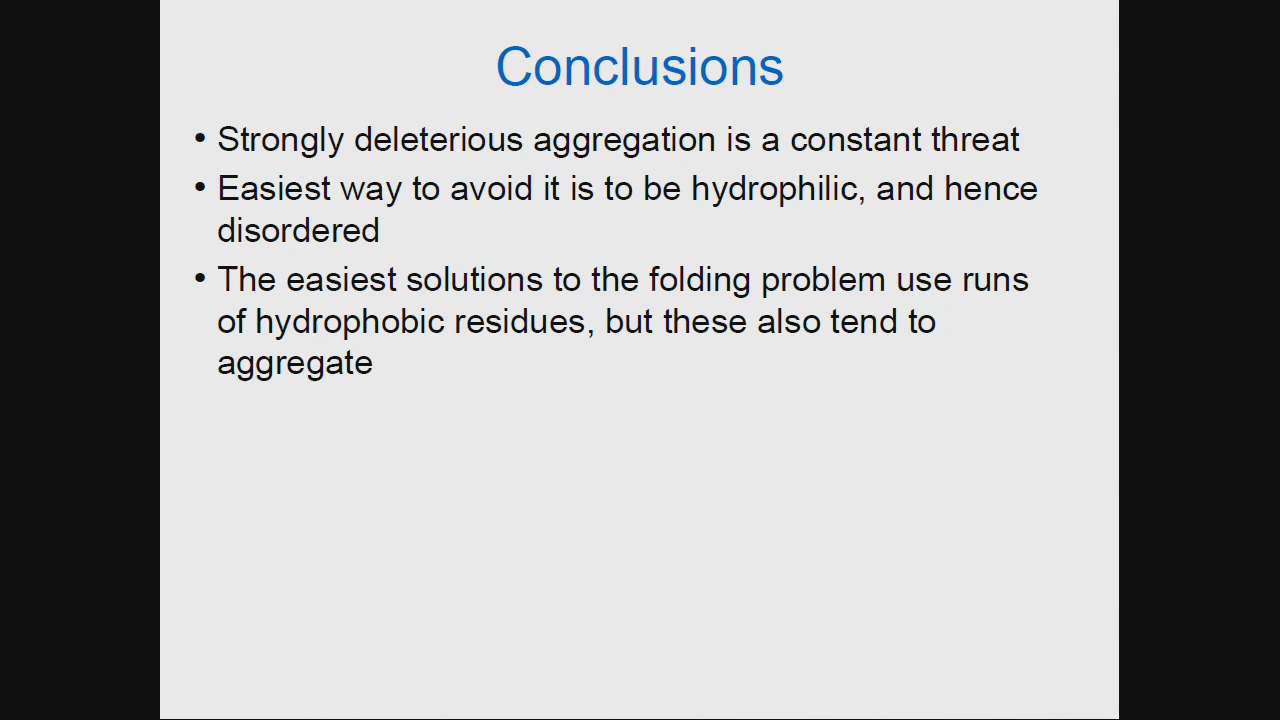 Conclusions
• Strongly deleterious aggregation is a constant threat
• Easiest way to avoid it is to be hydrophilic, and hence
disordered
• The easiest solutions to the folding problem use runs
of hydrophobic residues, but these also tend to
aggregate